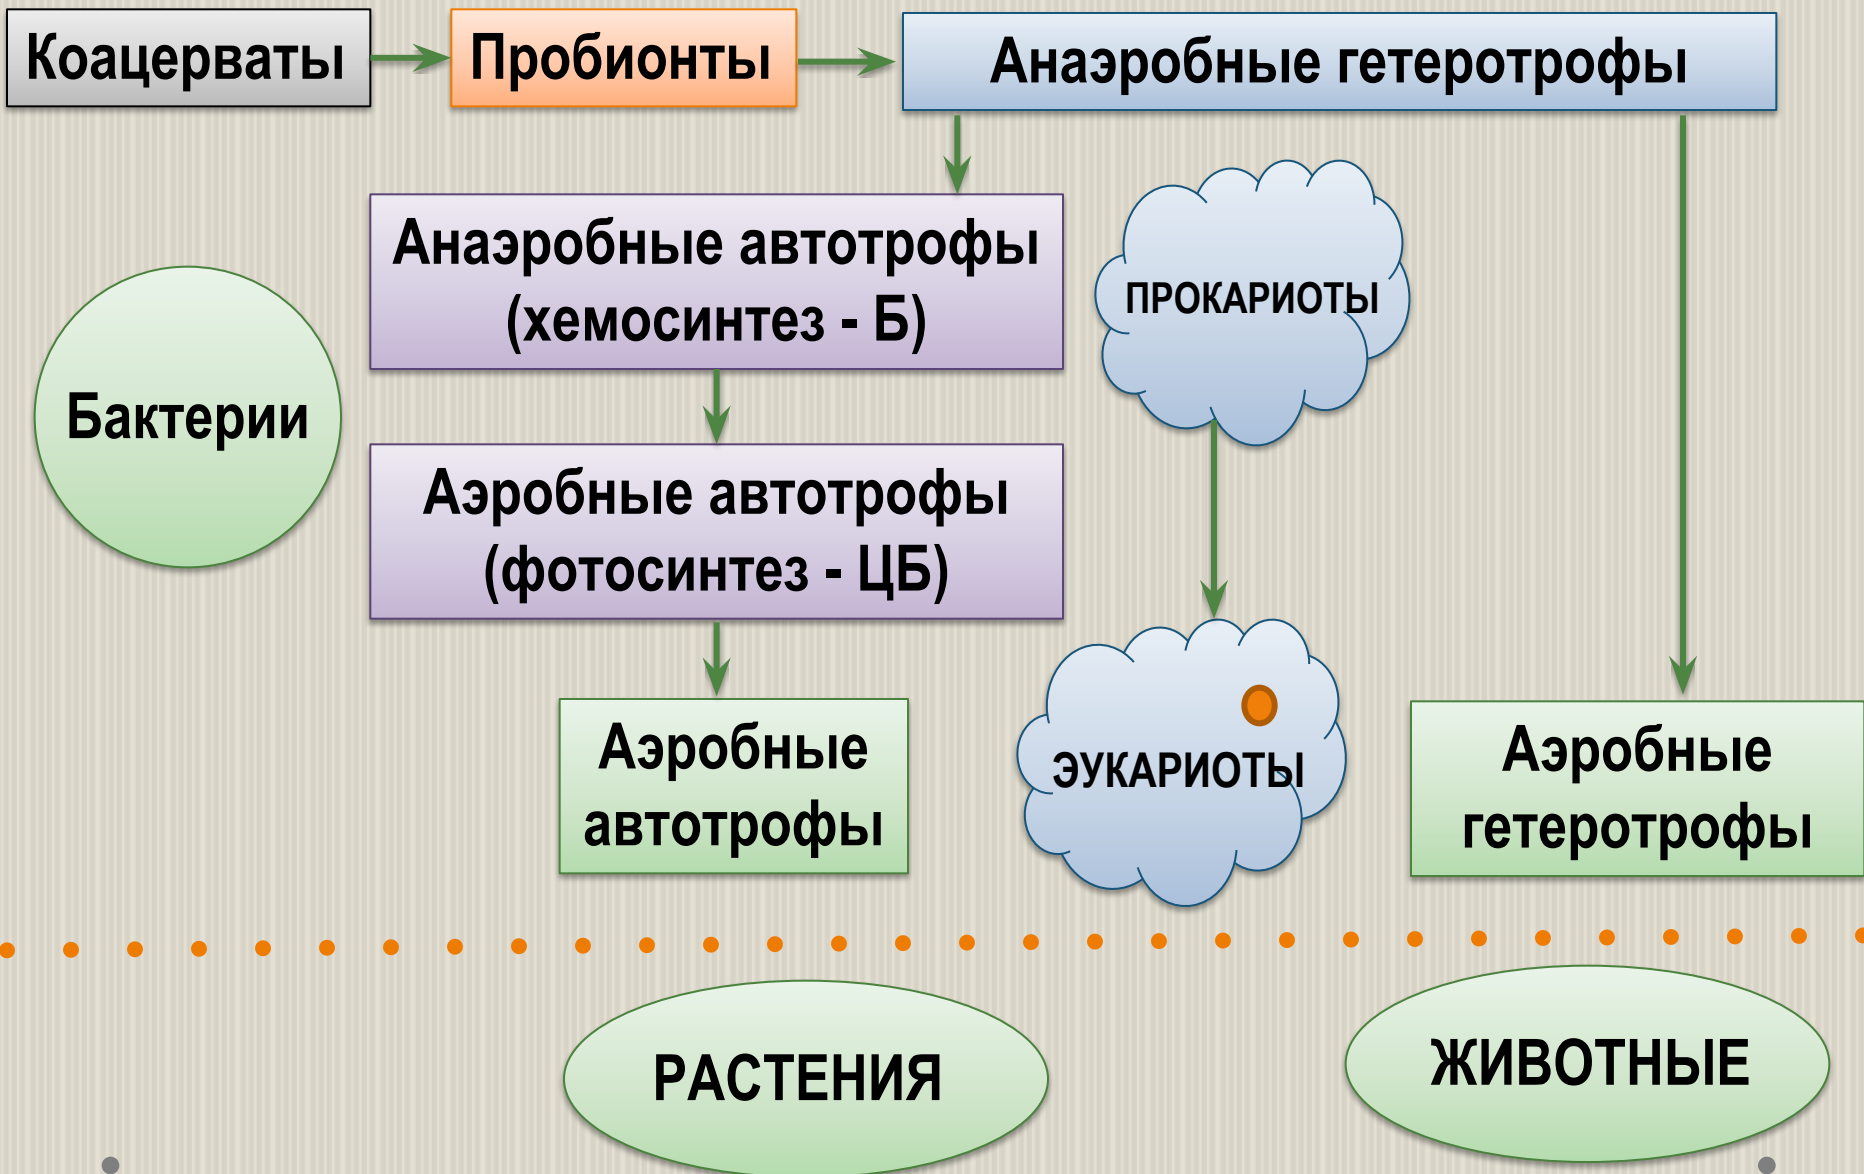 Коацерваты
Пробионты
Анаэробные гетеротрофы
Анаэробные автотрофы
(хемосинтез - Б)
ПРОКАРИОТЫ
Бактерии
Аэробные автотрофы
(фотосинтез - ЦБ)
Аэробные
автотрофы
ЭУКАРИОТЫ
Аэробные
гетеротрофы
РАСТЕНИЯ
ЖИВОТНЫЕ